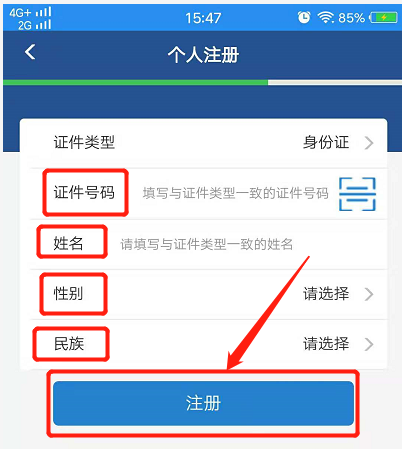 4G+ 15:47 85%
2G
个人注册
证件类型 身份证
证件号码 填写与证件类型一致的证件号码
姓名 请填写与证件类型一致的姓名
性别 请选择
民族 请选择
注册